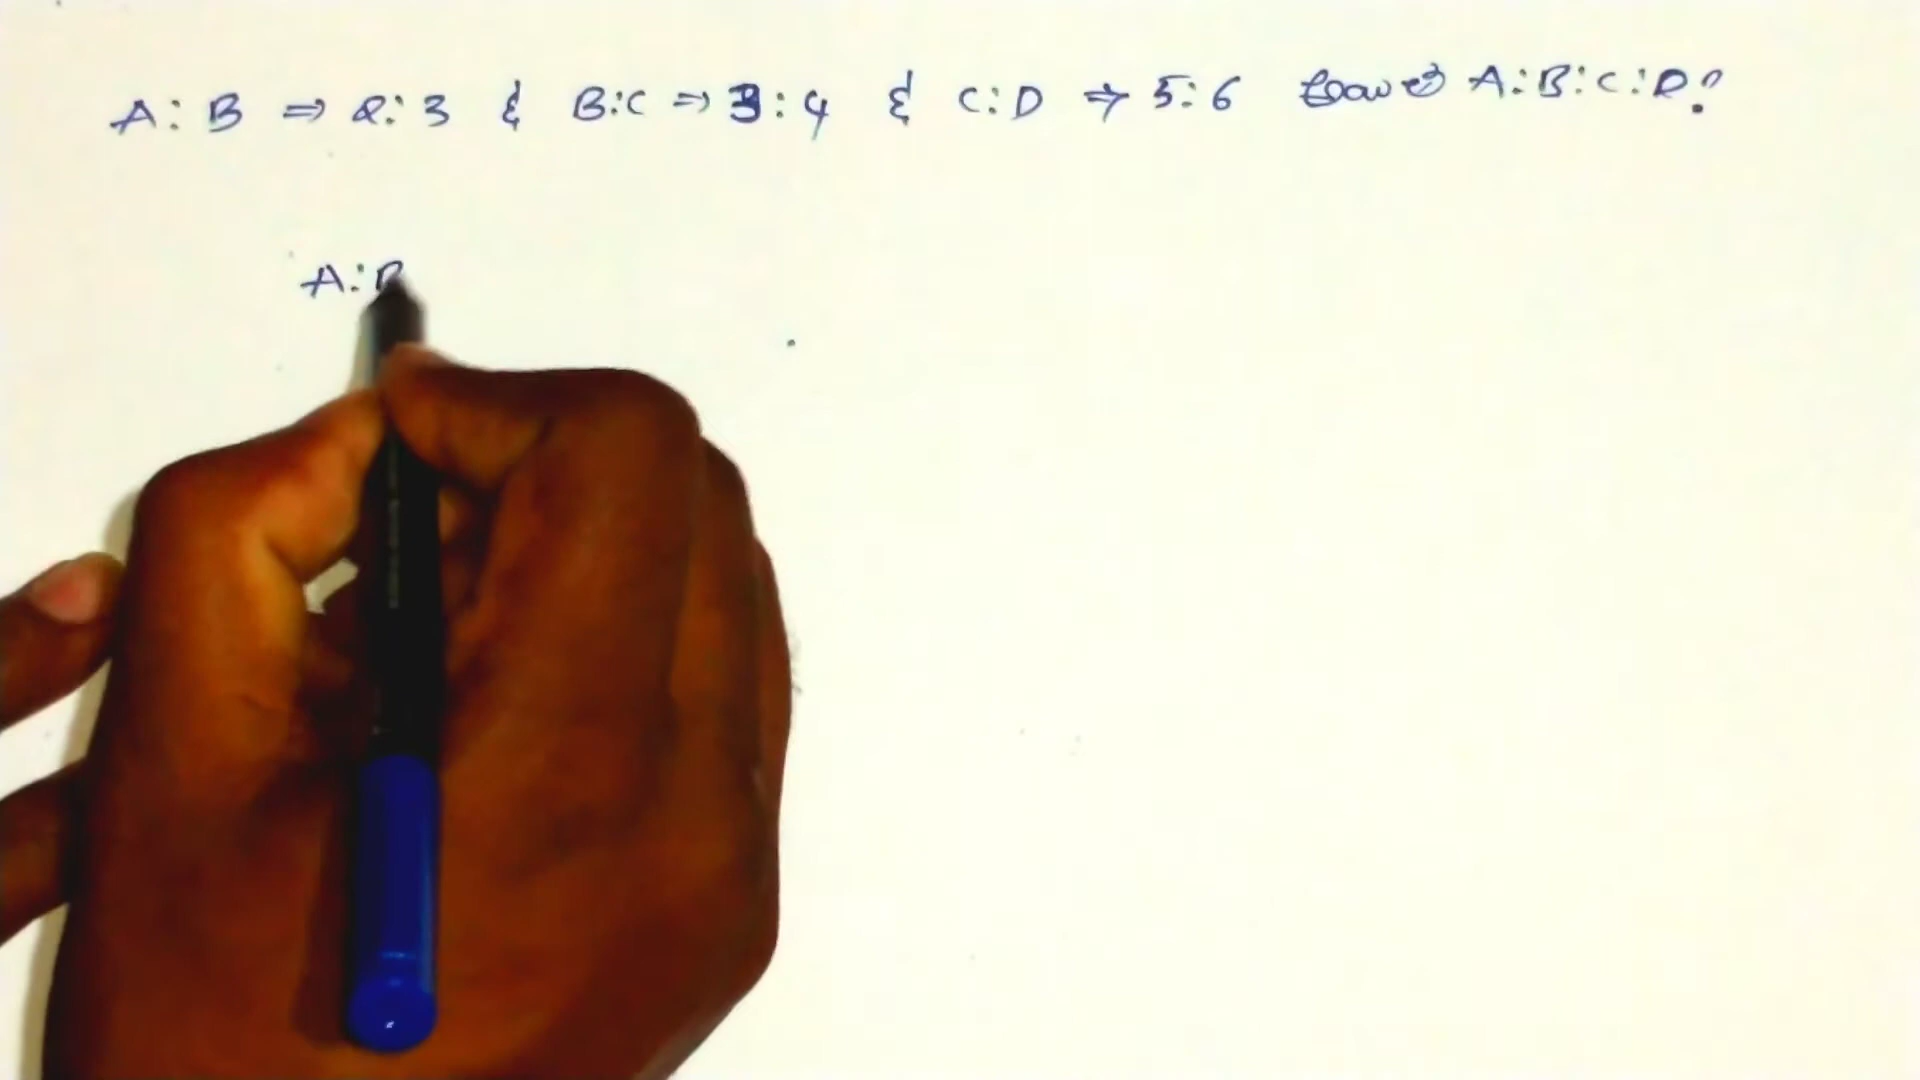 A : B ⇒ 2 : 3 & B:C ⇒ 3 : 4 & C:D ⇒ 5:6 A:B:C:D?
A:B